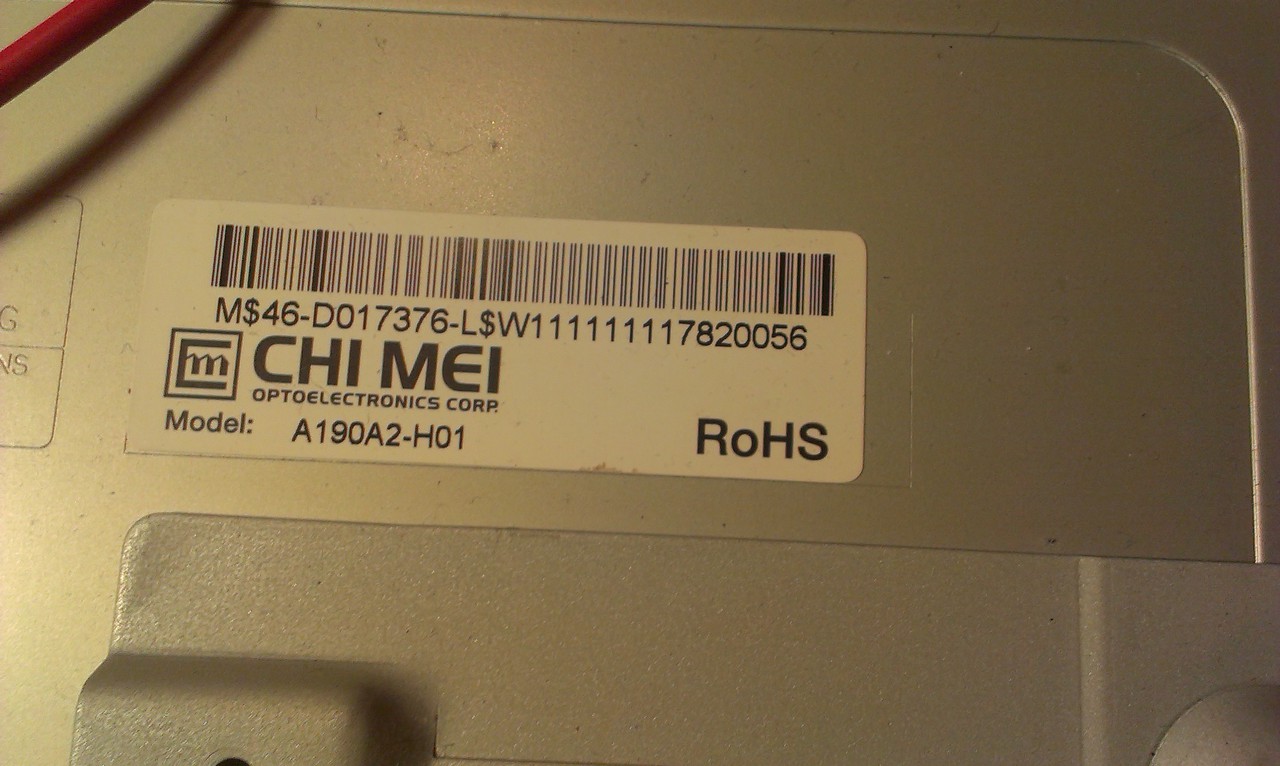 M$46-D017376-L$W111111117820056
CHI MEI
OPTOELECTRONICS CORP.
Model: A190A2-H01
RoHS
G
NS